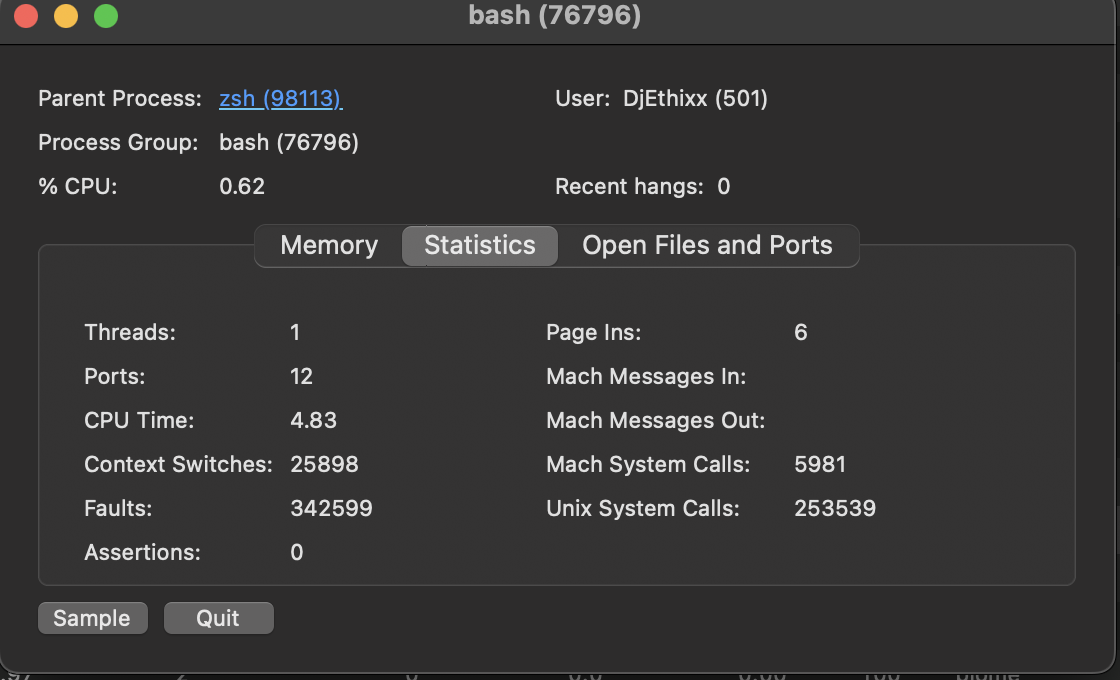 bash (76796)
Parent Process: zsh (98113)
User: DjEthixx (501)
Process Group: bash (76796)
% CPU: 0.62
Recent hangs: 0
Memory Statistics Open Files and Ports
Threads: 1
Page Ins: 6
Ports: 12
Mach Messages In:
CPU Time: 4.83
Mach Messages Out:
Context Switches: 25898
Mach System Calls: 5981
Faults: 342599
Unix System Calls: 253539
Assertions: 0
Sample Quit